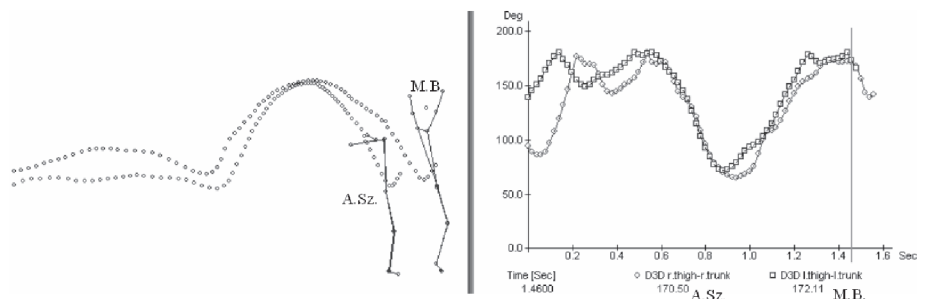 M.B.
A.Sz.
Deg
200.0
150.0
100.0
50.0
0.0
0.2 0.4 0.6 0.8 1.0 1.2 1.4 1.6 Sec
Time [Sec] D3D r.thigh-r.trunk D3D l.thigh-l.trunk
1.4600 170.50 A.Sz 172.11 M.B.